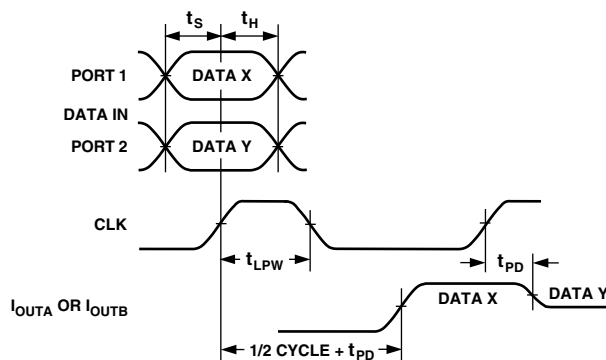 tS tH
PORT 1 DATA X
DATA IN
PORT 2 DATA Y
CLK
tLPW tPD
IOUTA OR IOUTB DATA X DATA Y
1/2 CYCLE + tPD